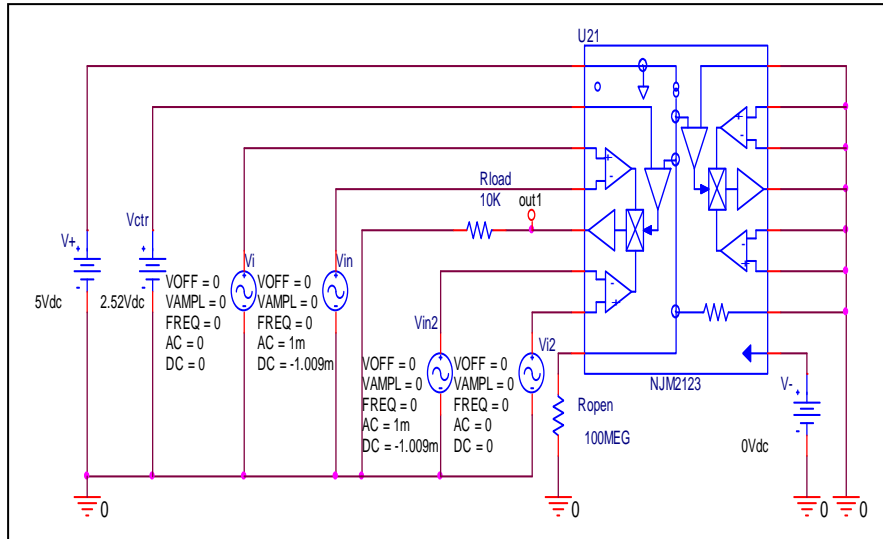 U21
Rload
10K
out1
V+
5Vdc
Vctr
2.52Vdc
Vi
VOFF = 0
VAMPL = 0
FREQ = 0
AC = 0
DC = 0
Vin
VOFF = 0
VAMPL = 0
FREQ = 0
AC = 1m
DC = -1.009m
Vin2
VOFF = 0
VAMPL = 0
FREQ = 0
AC = 1m
DC = -1.009m
Vi2
VOFF = 0
VAMPL = 0
FREQ = 0
AC = 0
DC = 0
Ropen
100MEG
NJM2123
V-
0Vdc
0
0
0
0